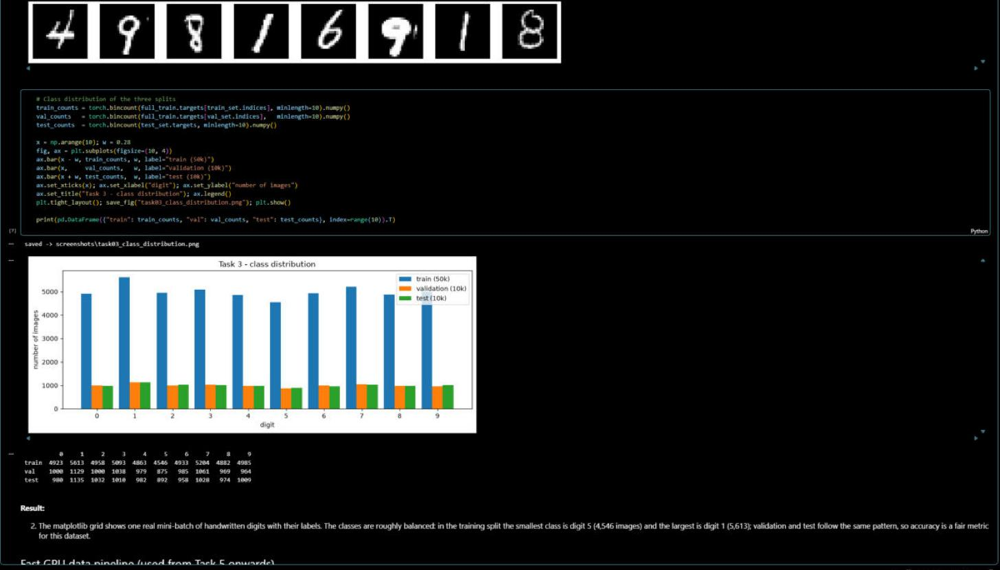 4 9 8 1 6 9 1 8
# Class distribution of the three splits
train_counts = torch.bincount(full_train.targets[train_set.indices], minlength=10).numpy()
val_counts   = torch.bincount(full_train.targets[val_set.indices],   minlength=10).numpy()
test_counts  = torch.bincount(test_set.targets, minlength=10).numpy()
x = np.arange(10); w = 0.28
fig, ax = plt.subplots(figsize=(10, 4))
ax.bar(x - w, train_counts, w, label="train (50k)")
ax.bar(x,     val_counts,   w, label="validation (10k)")
ax.bar(x + w, test_counts,  w, label="test (10k)")
ax.set_xticks(x); ax.set_xlabel("digit"); ax.set_ylabel("number of images")
ax.set_title("Task 3 - class distribution"); ax.legend()
plt.tight_layout(); save_fig("task03_class_distribution.png"); plt.show()
print(pd.DataFrame({"train": train_counts, "val": val_counts, "test": test_counts}, index=range(10)).T)
[7]
Python
saved -> screenshots\task03_class_distribution.png
Task 3 - class distribution
train (50k)
validation (10k)
test (10k)
number of images
5000
4000
3000
2000
1000
0
0 1 2 3 4 5 6 7 8 9
digit
0 1 2 3 4 5 6 7 8 9
train 4923 5613 4958 5093 4863 4546 4933 5204 4882 4985
val 1000 1129 1000 1038 979 875 985 1061 969 964
test 980 1135 1032 1010 982 892 958 1028 974 1009
Result:
2. The matplotlib grid shows one real mini-batch of handwritten digits with their labels. The classes are roughly balanced: in the training split the smallest class is digit 5 (4,546 images) and the largest is digit 1 (5,613); validation and test follow the same pattern, so accuracy is a fair metric
for this dataset.
Fast GPU data pipeline (used from Task 5 onwards)